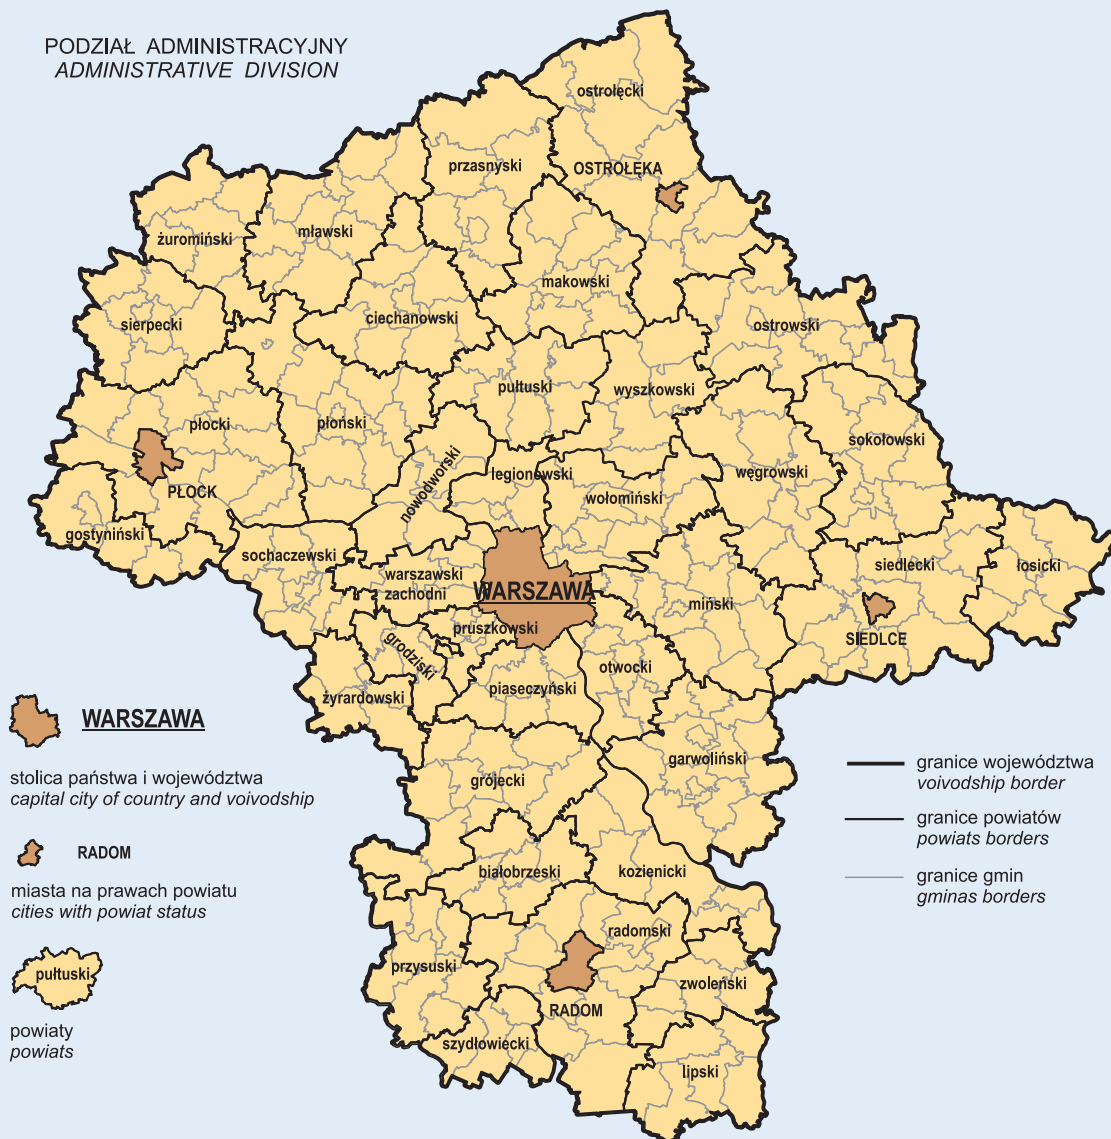 PODZIAŁ ADMINISTRACYJNY
ADMINISTRATIVE DIVISION
ostrołęcki
przasnyski
OSTROŁĘKA
żuromiński
mławski
makowski
sierpecki
ciechanowski
ostrowski
pułtuski
wyszkowski
płocki
płoński
sokołowski
nowodworski
legionowski
węgrowski
PŁOCK
wołomiński
gostyniński
sochaczewski
siedlecki
łosicki
warszawski
zachodni
WARSZAWA
miński
pruszkowski
SIEDLCE
grodziski
otwocki
żyrardowski
piaseczyński
grójecki
garwoliński
białobrzeski
kozienicki
radomski
przysuski
zwoleński
RADOM
szydłowiecki
lipski
WARSZAWA
stolica państwa i województwa
capital city of country and voivodship
RADOM
miasta na prawach powiatu
cities with powiat status
pułtuski
powiaty
powiats
granice województwa
voivodship border
granice powiatów
powiats borders
granice gmin
gminas borders